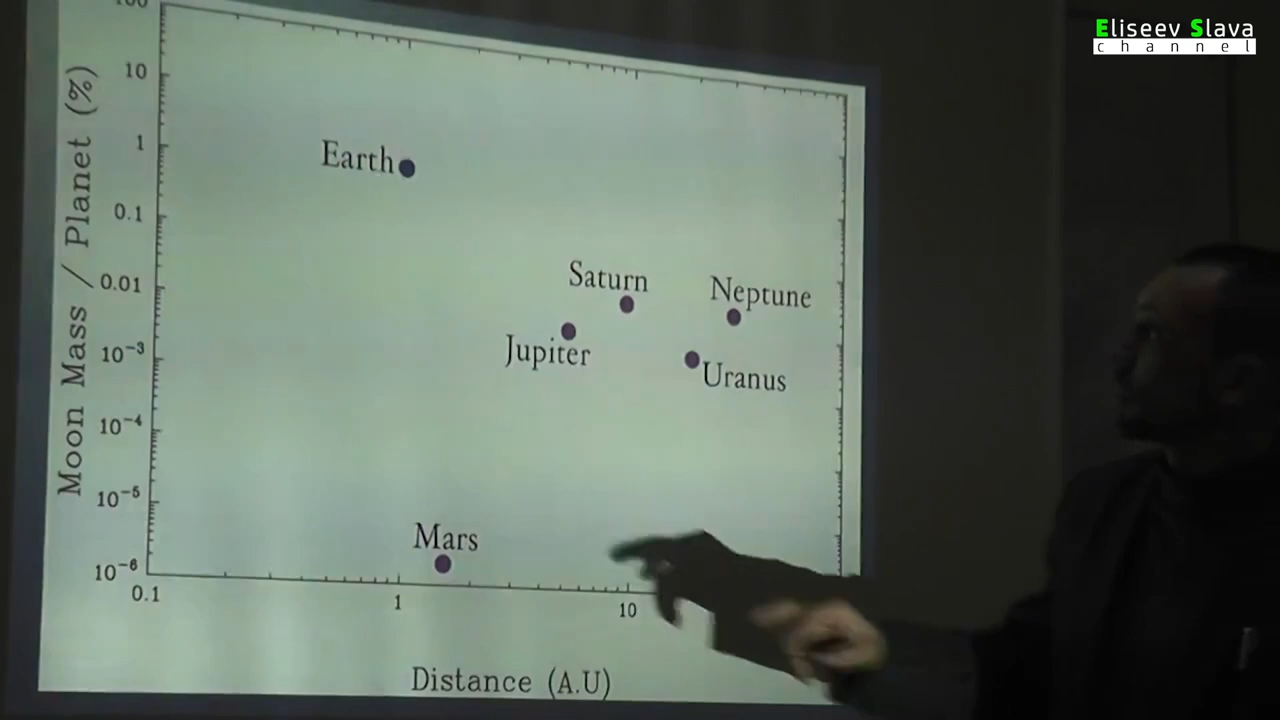 Eliseev Slava
channel
100
10
1
0.1
0.01
10⁻³
10⁻⁴
10⁻⁵
10⁻⁶
Moon Mass / Planet (%)
Earth
Saturn
Neptune
Jupiter
Uranus
Mars
0.1
1
10
Distance (A.U)